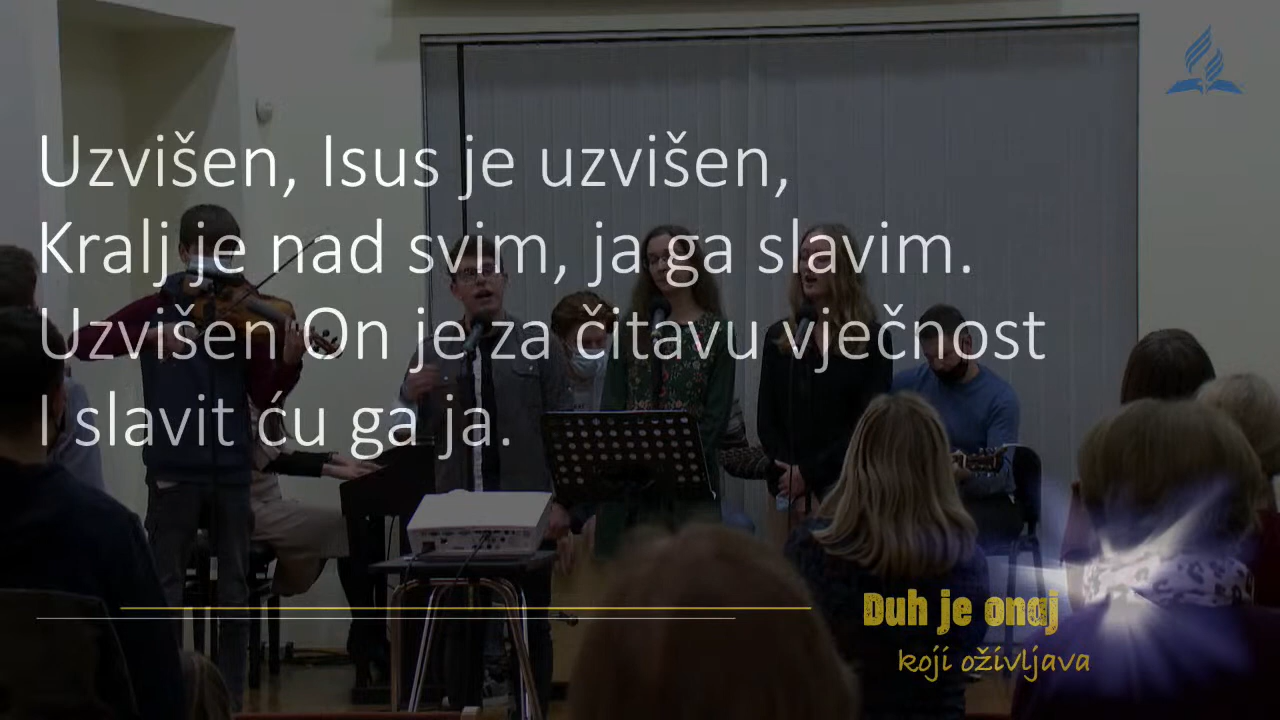 Uzvišen, Isus je uzvišen,
Kralj je nad svim, ja ga slavim.
Uzvišen On je za čitavu vječnost
I slavit ću ga ja.
Duh je onaj
koji oživljava